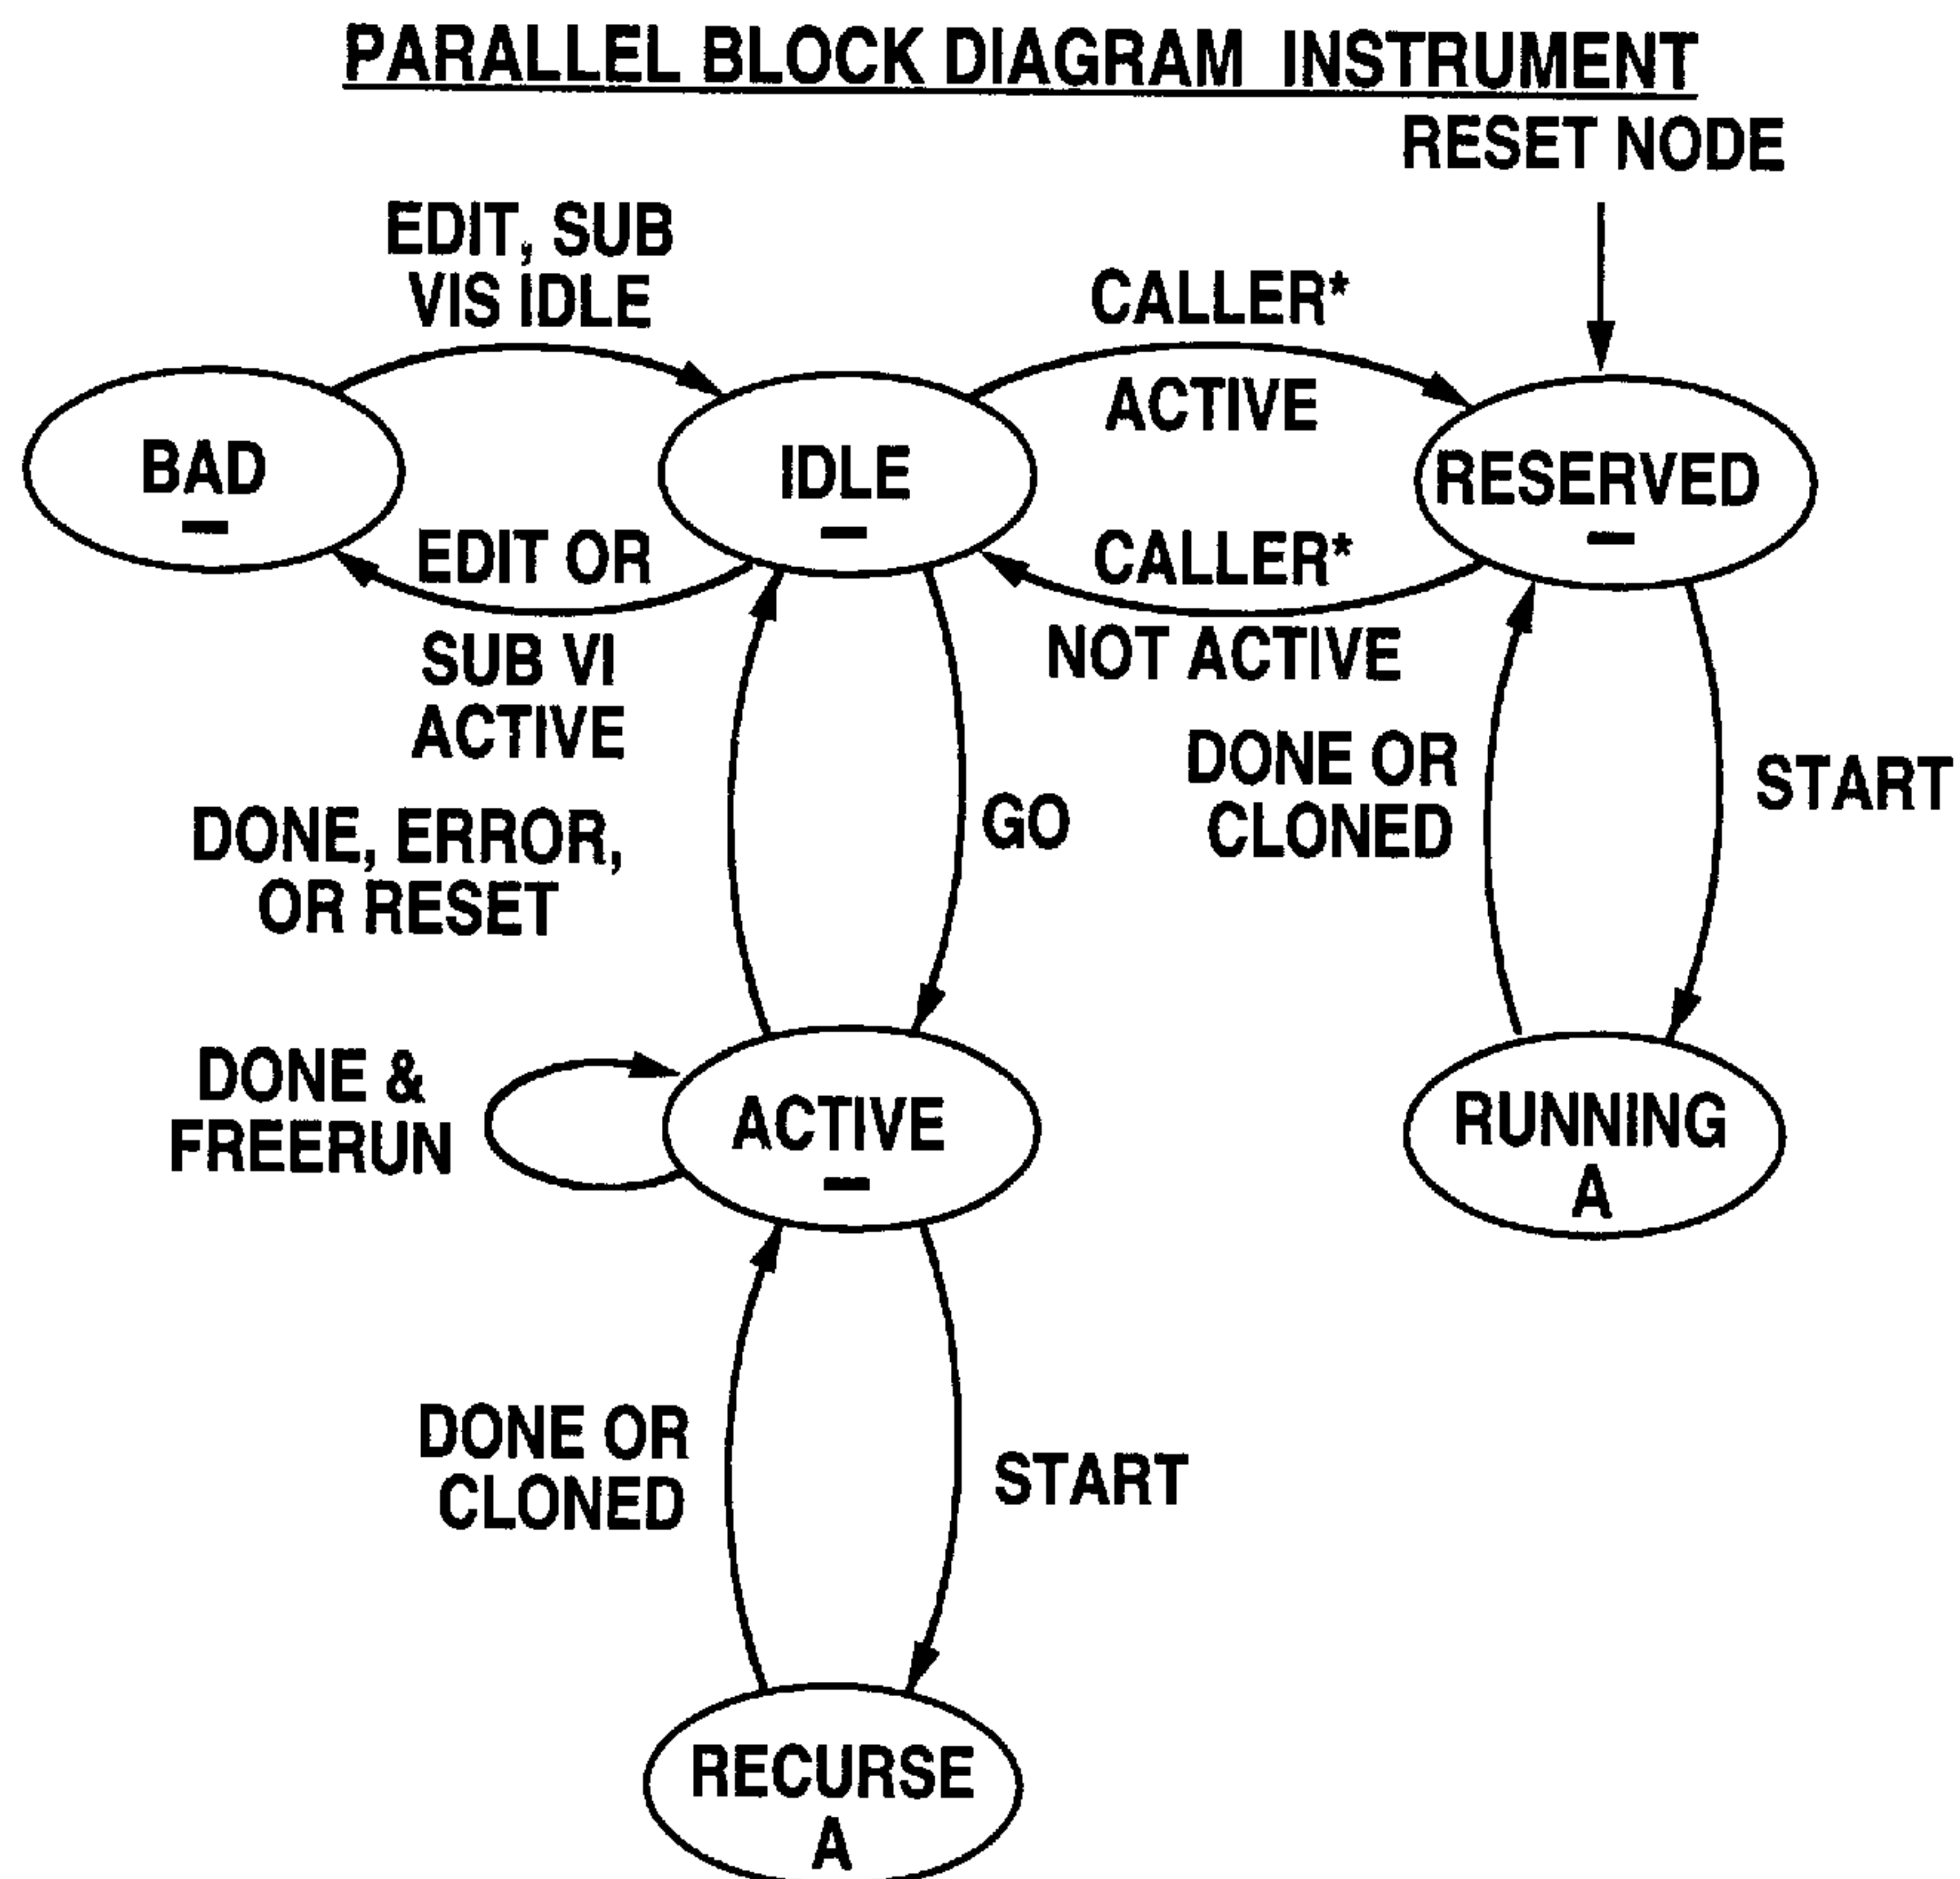 PARALLEL BLOCK DIAGRAM INSTRUMENT
RESET NODE
EDIT, SUB
VIS IDLE
CALLER*
ACTIVE
BAD
–
IDLE
–
RESERVED
–
EDIT OR
SUB VI
ACTIVE
CALLER*
NOT ACTIVE
DONE, ERROR,
OR RESET
GO
DONE OR
CLONED
START
DONE &
FREERUN
ACTIVE
–
RUNNING
A
DONE OR
CLONED
START
RECURSE
A